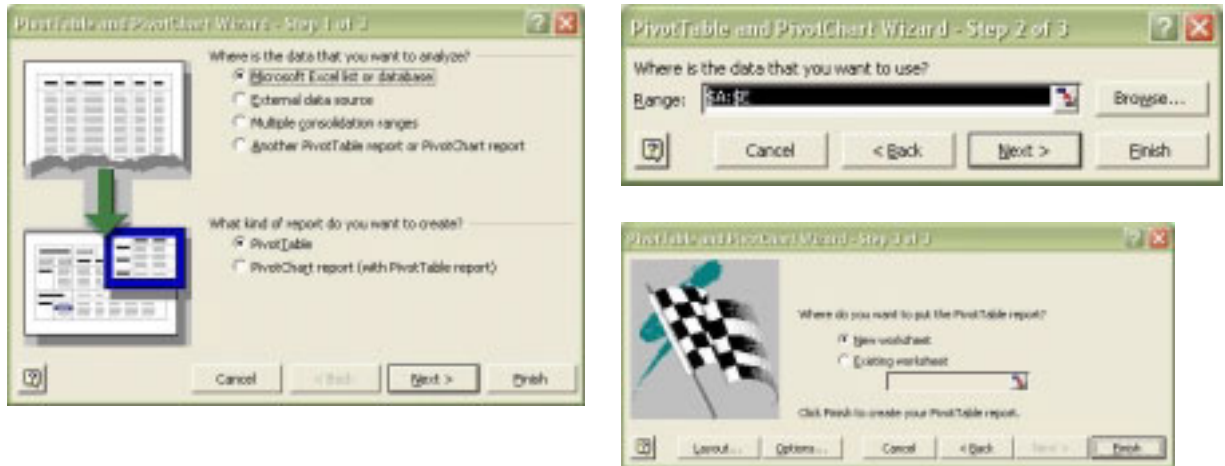 PivotTable and PivotChart Wizard - Step 1 of 3
Where is the data that you want to analyze?
Microsoft Excel list or database
External data source
Multiple consolidation ranges
Another PivotTable report or PivotChart report
What kind of report do you want to create?
PivotTable
PivotChart report (with PivotTable report)
Cancel
< Back
Next >
Finish
PivotTable and PivotChart Wizard - Step 2 of 3
Where is the data that you want to use?
Range:
Browse...
Cancel
< Back
Next >
Finish
PivotTable and PivotChart Wizard - Step 3 of 3
Where do you want to put the PivotTable report?
New worksheet
Existing worksheet
Click Finish to create your PivotTable report.
Layout...
Options...
Cancel
< Back
Next >
Finish